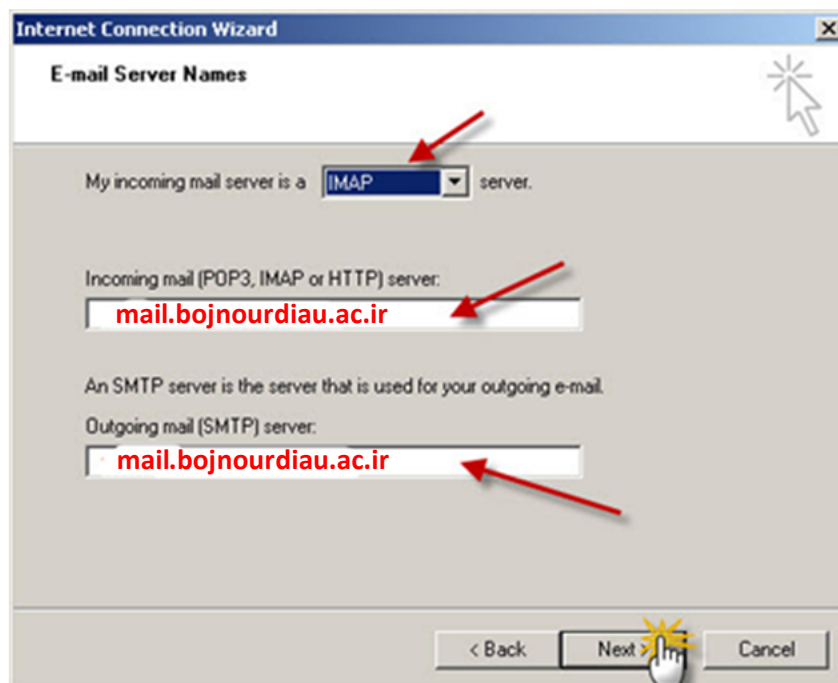 Internet Connection Wizard
E-mail Server Names
My incoming mail server is a IMAP server.
Incoming mail (POP3, IMAP or HTTP) server:
mail.bojnourdiau.ac.ir
An SMTP server is the server that is used for your outgoing e-mail.
Outgoing mail (SMTP) server:
mail.bojnourdiau.ac.ir
< Back Next > Cancel